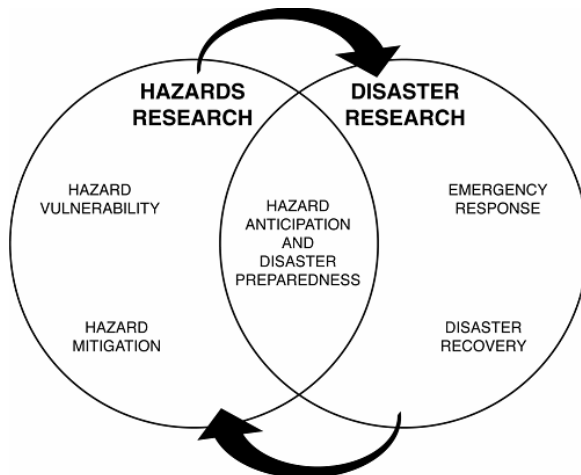 HAZARDS
RESEARCH
DISASTER
RESEARCH
HAZARD
VULNERABILITY
HAZARD
MITIGATION
HAZARD
ANTICIPATION
AND
DISASTER
PREPAREDNESS
EMERGENCY
RESPONSE
DISASTER
RECOVERY